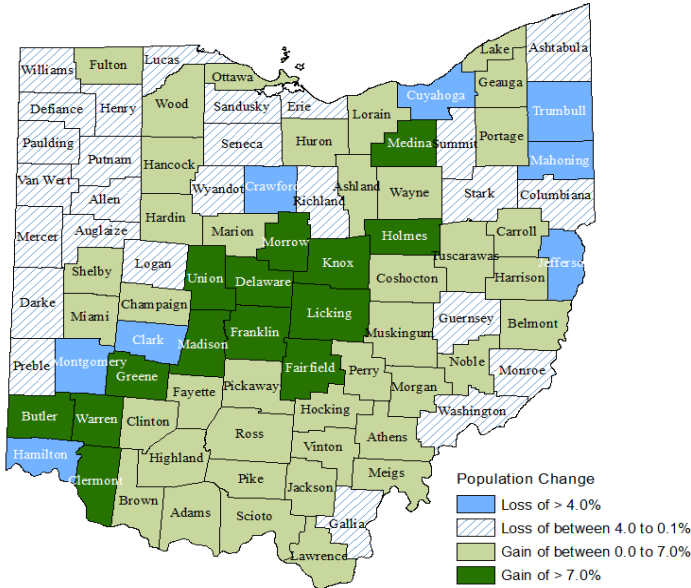 Lake
Ashtabula
Williams
Fulton
Lucas
Ottawa
Geauga
Cuyahoga
Trumbull
Defiance
Henry
Wood
Sandusky
Erie
Lorain
Medina
Summit
Portage
Mahoning
Paulding
Putnam
Hancock
Seneca
Huron
Van Wert
Allen
Wyandot
Crawford
Richland
Ashland
Wayne
Stark
Columbiana
Mercer
Auglaize
Hardin
Marion
Morrow
Holmes
Carroll
Tuscarawas
Jefferson
Shelby
Logan
Union
Delaware
Knox
Coshocton
Harrison
Darke
Miami
Champaign
Licking
Muskingum
Guernsey
Belmont
Clark
Madison
Franklin
Preble
Montgomery
Greene
Fairfield
Perry
Noble
Monroe
Fayette
Pickaway
Morgan
Butler
Warren
Clinton
Hocking
Washington
Ross
Athens
Hamilton
Highland
Vinton
Clermont
Pike
Meigs
Brown
Adams
Scioto
Jackson
Gallia
Lawrence
Population Change
Loss of > 4.0%
Loss of between 4.0 to 0.1%
Gain of between 0.0 to 7.0%
Gain of > 7.0%